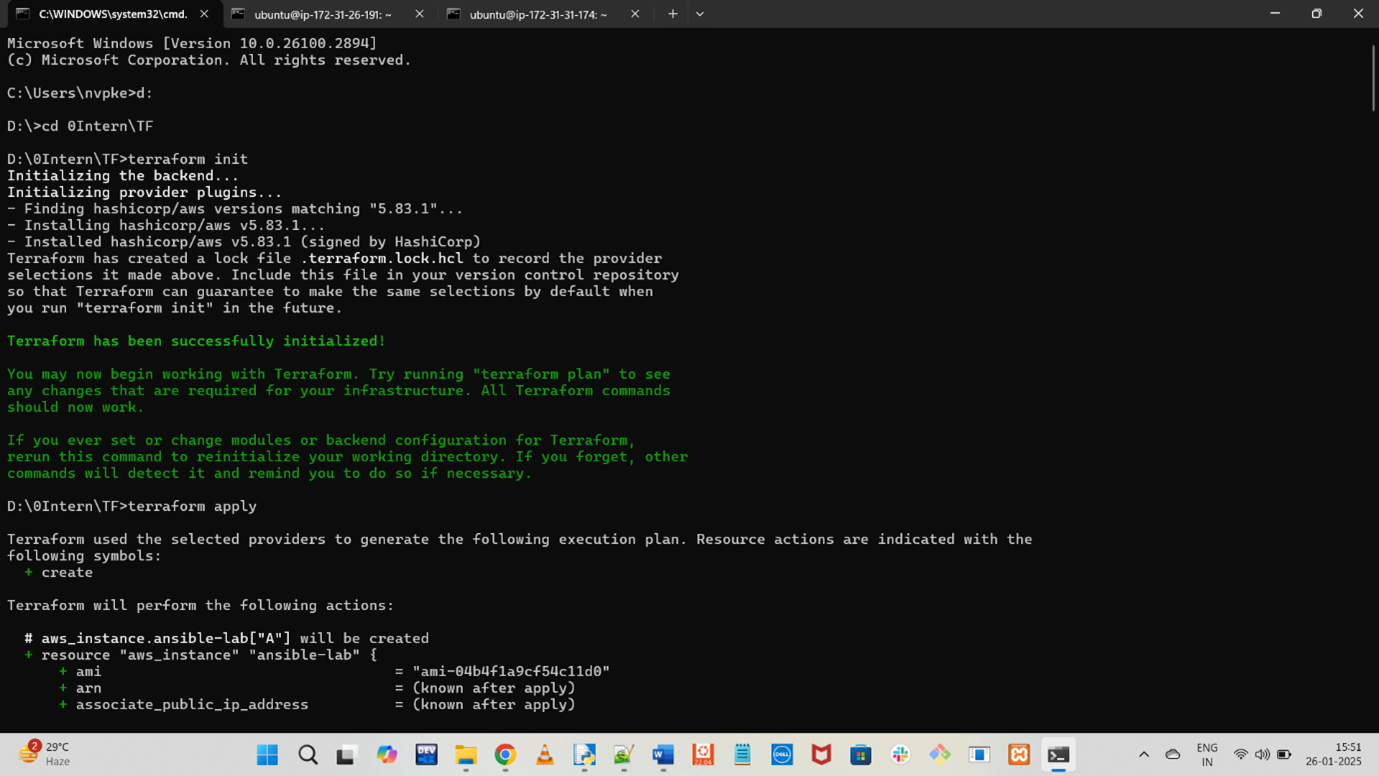 C:\WINDOWS\system32\cmd.
ubuntu@ip-172-31-26-191: ~
ubuntu@ip-172-31-31-174: ~
Microsoft Windows [Version 10.0.26100.2894]
(c) Microsoft Corporation. All rights reserved.
C:\Users\nvpke>d:
D:\>cd 0Intern\TF
D:\0Intern\TF>terraform init
Initializing the backend...
Initializing provider plugins...
- Finding hashicorp/aws versions matching "5.83.1"...
- Installing hashicorp/aws v5.83.1...
- Installed hashicorp/aws v5.83.1 (signed by HashiCorp)
Terraform has created a lock file .terraform.lock.hcl to record the provider
selections it made above. Include this file in your version control repository
so that Terraform can guarantee to make the same selections by default when
you run "terraform init" in the future.
Terraform has been successfully initialized!
You may now begin working with Terraform. Try running "terraform plan" to see
any changes that are required for your infrastructure. All Terraform commands
should now work.
If you ever set or change modules or backend configuration for Terraform,
rerun this command to reinitialize your working directory. If you forget, other
commands will detect it and remind you to do so if necessary.
D:\0Intern\TF>terraform apply
Terraform used the selected providers to generate the following execution plan. Resource actions are indicated with the
following symbols:
+ create
Terraform will perform the following actions:
# aws_instance.ansible-lab["A"] will be created
+ resource "aws_instance" "ansible-lab" {
+ ami = "ami-04b4f1a9cf54c11d0"
+ arn = (known after apply)
+ associate_public_ip_address = (known after apply)
2
29°C
Haze
DEV
22.04
DELL
ENG
IN
15:51
26-01-2025